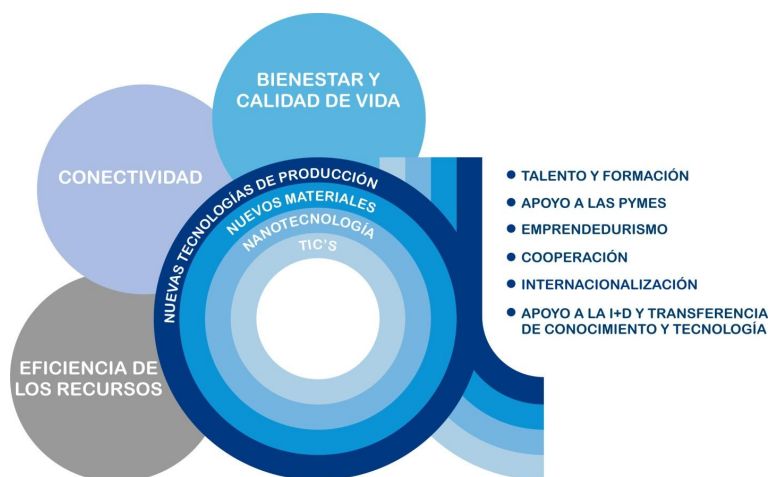 BIENESTAR Y
CALIDAD DE VIDA
CONECTIVIDAD
EFICIENCIA DE
LOS RECURSOS
NUEVAS TECNOLOGÍAS DE PRODUCCIÓN
NUEVOS MATERIALES
NANOTECNOLOGÍA
TIC'S
● TALENTO Y FORMACIÓN
● APOYO A LAS PYMES
● EMPRENDEDURISMO
● COOPERACIÓN
● INTERNACIONALIZACIÓN
● APOYO A LA I+D Y TRANSFERENCIA
DE CONOCIMIENTO Y TECNOLOGÍA